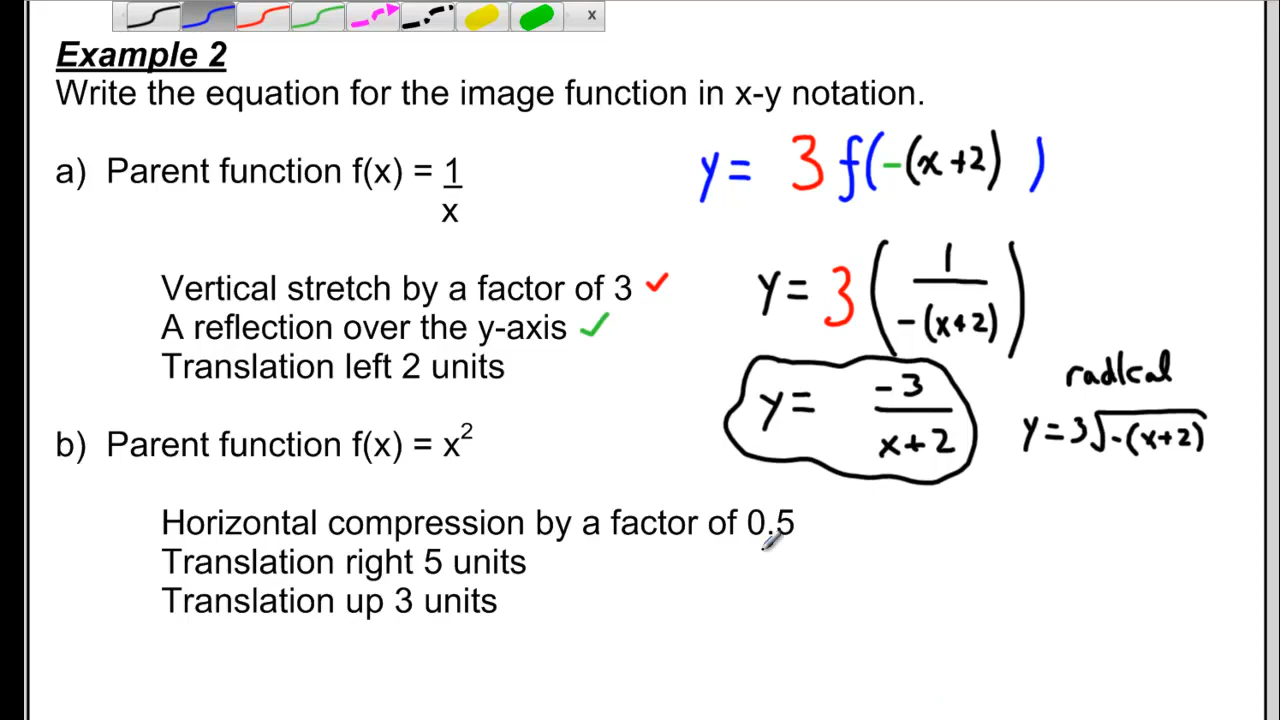 x
Example 2
Write the equation for the image function in x-y notation.
a) Parent function f(x) = 1/x
y = 3 f(-(x+2) )
Vertical stretch by a factor of 3 ✓
A reflection over the y-axis ✓
Translation left 2 units
y = 3 ( 1 / -(x+2) )
y = -3 / x+2
radical
y = 3√-(x+2)
b) Parent function f(x) = x²
Horizontal compression by a factor of 0.5
Translation right 5 units
Translation up 3 units